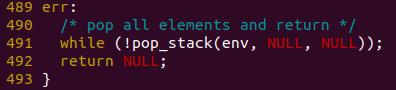 489 err:
490   /* pop all elements and return */
491   while (!pop_stack(env, NULL, NULL));
492   return NULL;
493 }